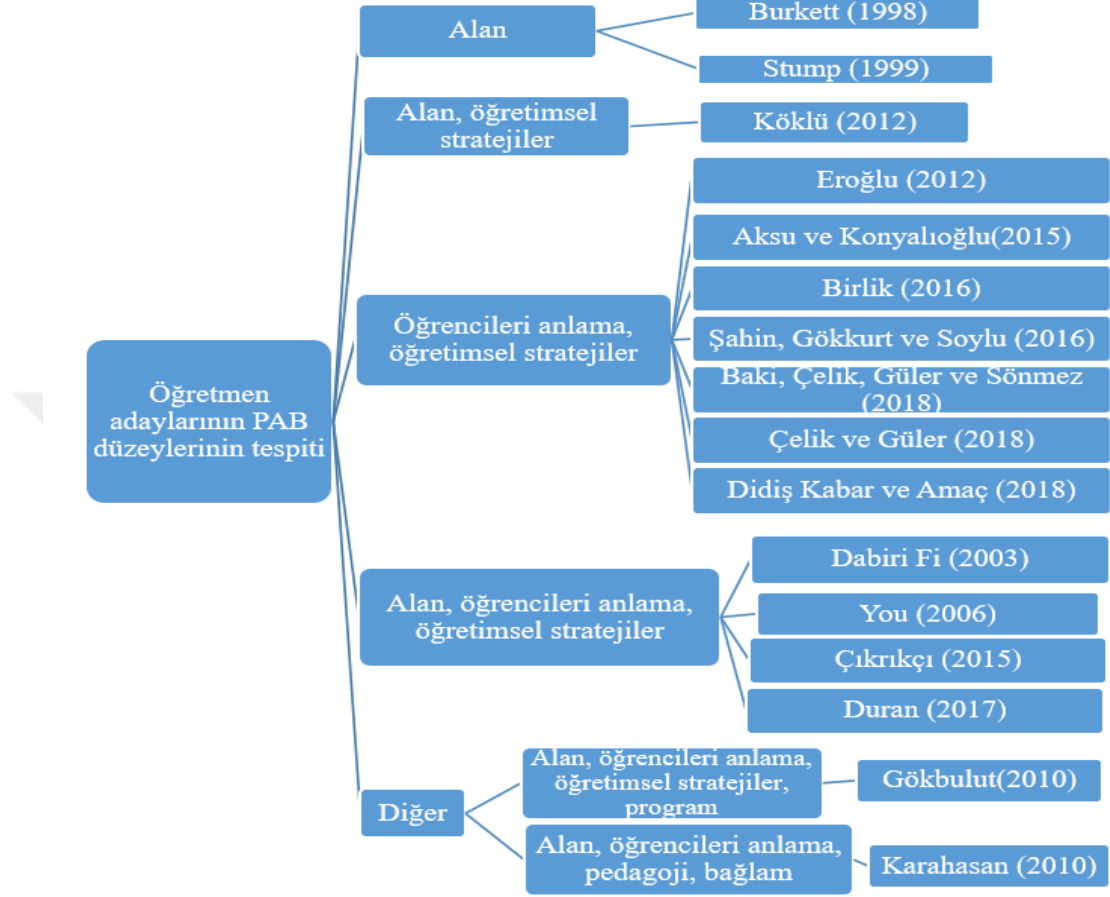 Öğretmen
adaylarının PAB
düzeylerinin tespiti
Alan
Burkett (1998)
Stump (1999)
Alan, öğretimsel
stratejiler
Köklü (2012)
Öğrencileri anlama,
öğretimsel stratejiler
Eroğlu (2012)
Aksu ve Konyalıoğlu(2015)
Birlik (2016)
Şahin, Gökkurt ve Soylu (2016)
Baki, Çelik, Güler ve Sönmez
(2018)
Çelik ve Güler (2018)
Didiş Kabar ve Amaç (2018)
Alan, öğrencileri anlama,
öğretimsel stratejiler
Dabiri Fi (2003)
You (2006)
Çıkrıkçı (2015)
Duran (2017)
Diğer
Alan, öğrencileri anlama,
öğretimsel stratejiler,
program
Gökbulut(2010)
Alan, öğrencileri anlama,
pedagoji, bağlam
Karahasan (2010)